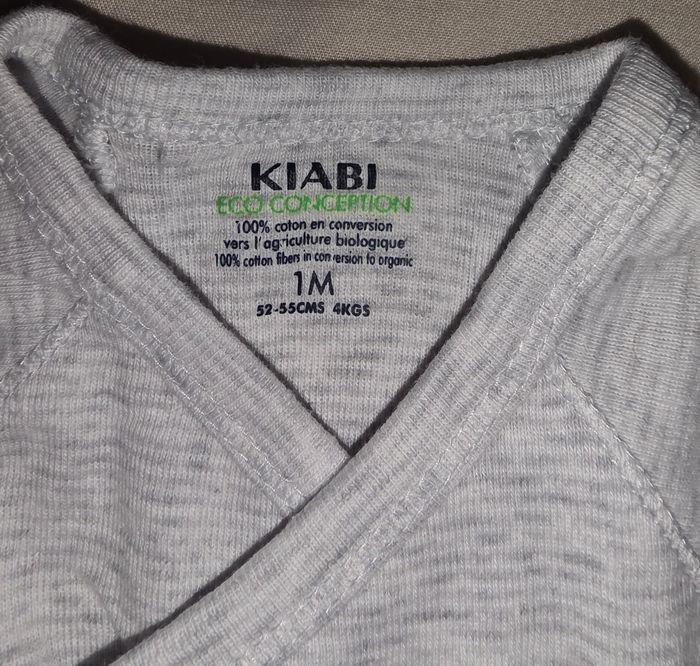 KIABI
ECO CONCEPTION
100% coton en conversion
vers l'agriculture biologique
100% cotton fibers in conversion to organic
1M
52-55CMS 4KGS